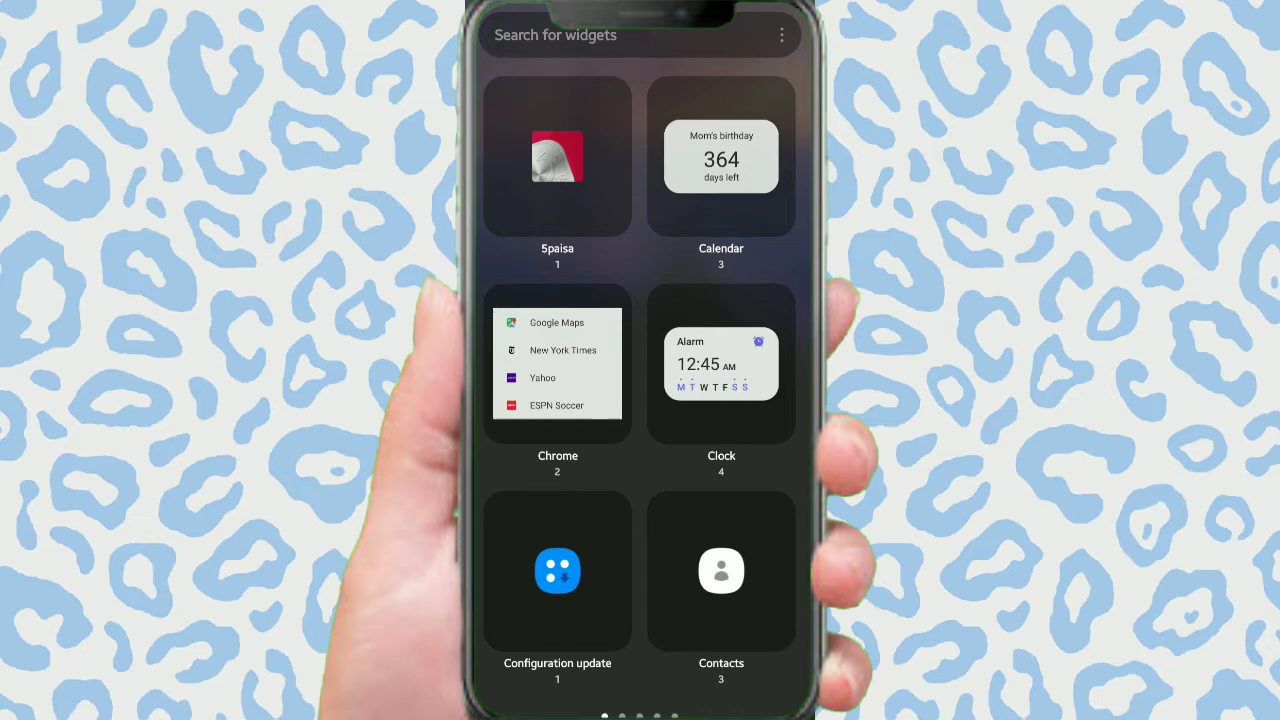 Search for widgets
5paisa
1
Mom's birthday
364
days left
Calendar
3
Google Maps
New York Times
Yahoo
ESPN Soccer
Chrome
2
Alarm
12:45 AM
M T W T F S S
Clock
4
Configuration update
1
Contacts
3